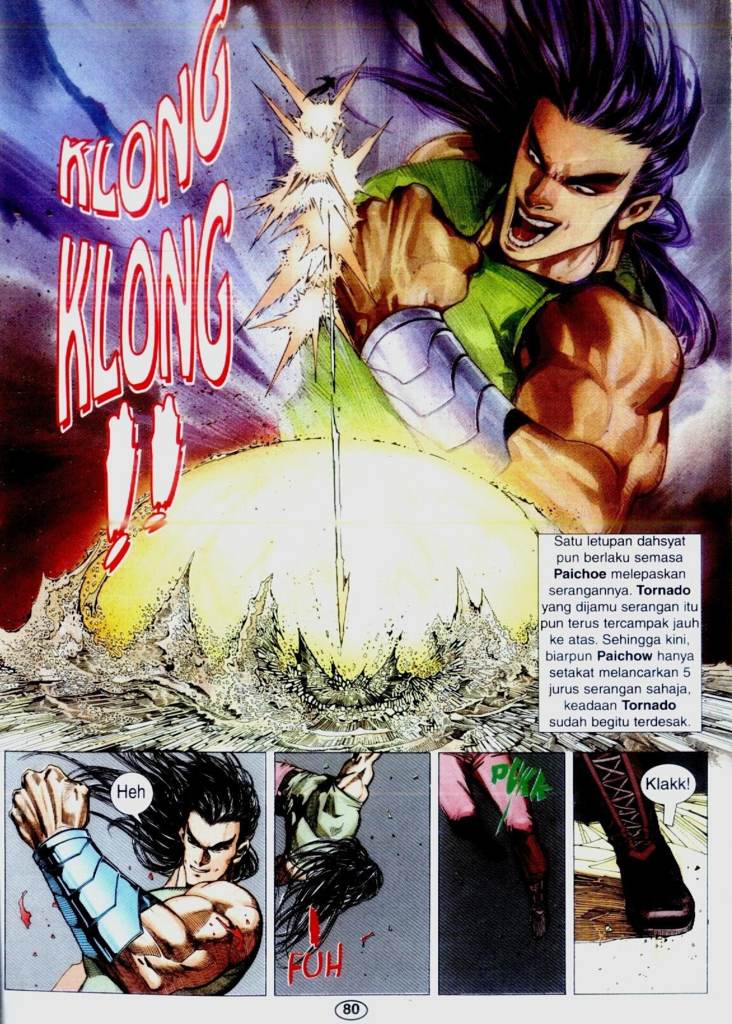 KLONG
KLONG
!!
Satu letupan dahsyat
pun berlaku semasa
Paichoe melepaskan
serangannya. Tornado
yang dijamu serangan itu
pun terus tercampak jauh
ke atas. Sehingga kini,
biarpun Paichow hanya
setakat melancarkan 5
jurus serangan sahaja,
keadaan Tornado
sudah begitu terdesak.
Heh
!
FUH
Klakk!
80